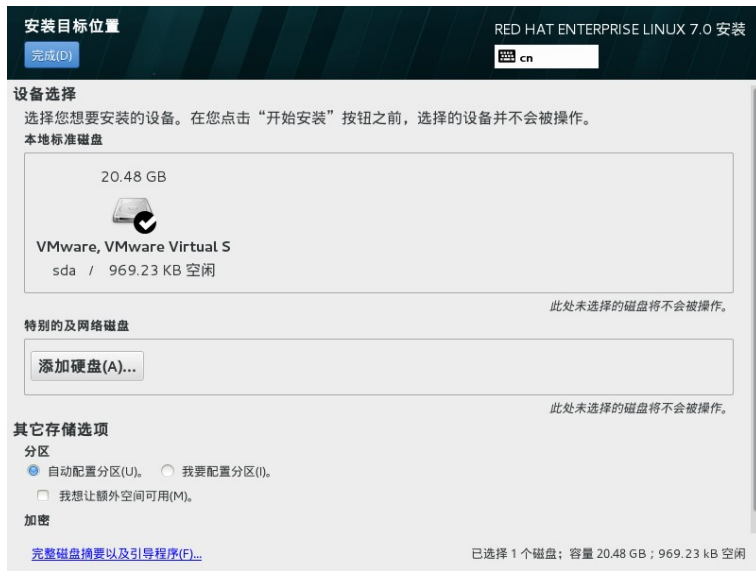 安装目标位置
RED HAT ENTERPRISE LINUX 7.0 安装
完成(D)
cn
设备选择
选择您想要安装的设备。在您点击“开始安装”按钮之前，选择的设备并不会被操作。
本地标准磁盘
20.48 GB
VMware, VMware Virtual S
sda / 969.23 KB 空闲
此处未选择的磁盘将不会被操作。
特别的及网络磁盘
添加硬盘(A)...
此处未选择的磁盘将不会被操作。
其它存储选项
分区
自动配置分区(U)。 我要配置分区(I)。
我想让额外空间可用(M)。
加密
完整磁盘摘要以及引导程序(F)...
已选择 1 个磁盘；容量 20.48 GB；969.23 kB 空闲